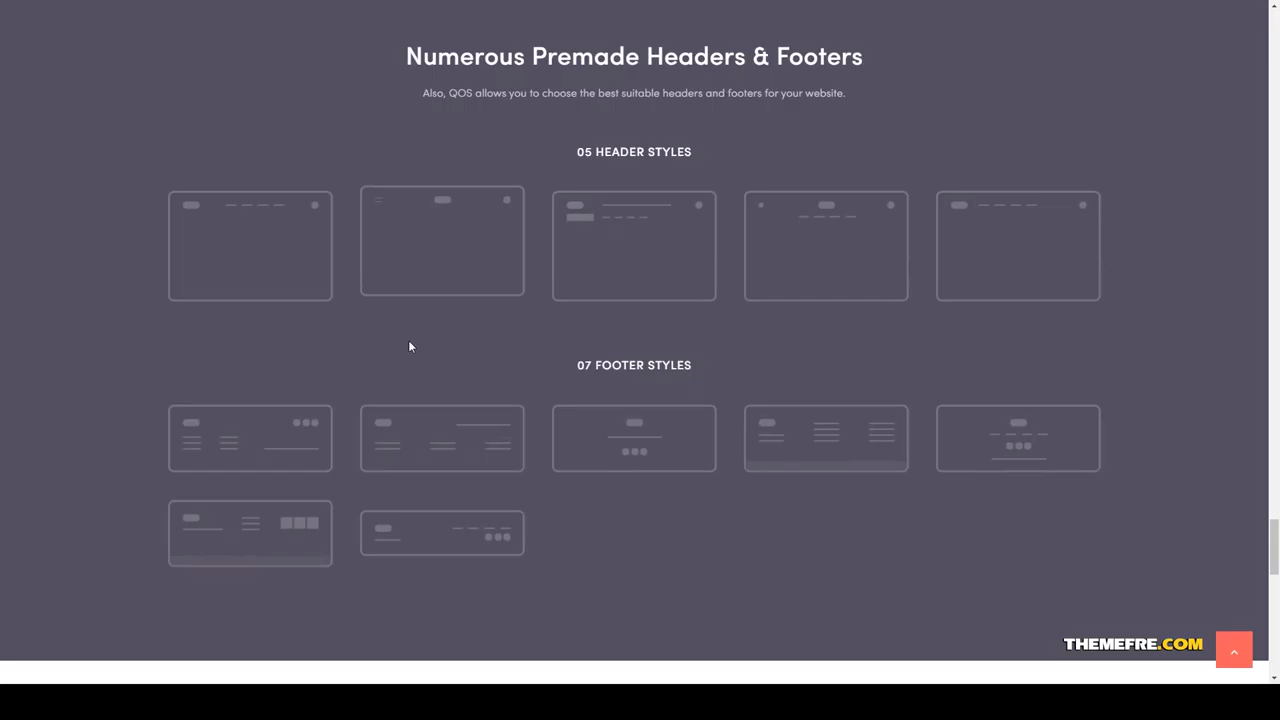 Numerous Premade Headers & Footers
Also, QOS allows you to choose the best suitable headers and footers for your website.
05 HEADER STYLES
07 FOOTER STYLES
THEMEFRE.COM